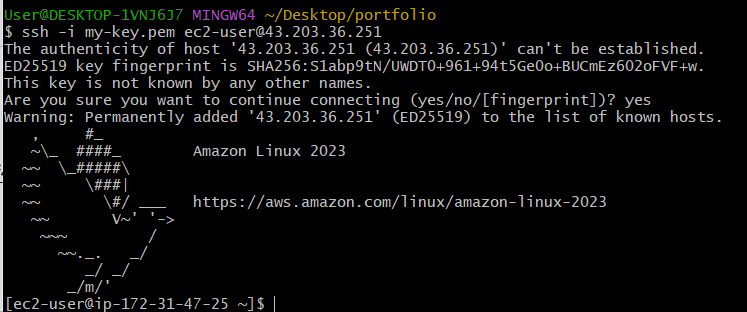 User@DESKTOP-1VNJ6J7 MINGW64 ~/Desktop/portfolio
$ ssh -i my-key.pem ec2-user@43.203.36.251
The authenticity of host '43.203.36.251 (43.203.36.251)' can't be established.
ED25519 key fingerprint is SHA256:S1abp9tN/UWDT0+961+94t5Ge0o+BUCmEz6O2oFVF+w.
This key is not known by any other names.
Are you sure you want to continue connecting (yes/no/[fingerprint])? yes
Warning: Permanently added '43.203.36.251' (ED25519) to the list of known hosts.
   ,     #_
   ~\_  ####_        Amazon Linux 2023
  ~~  \_#####\
  ~~     \###|
  ~~       \#/ ___   https://aws.amazon.com/linux/amazon-linux-2023
   ~~       V~' '->
    ~~~         /
      ~~._.   _/
         _/ _/
       _/m/'
[ec2-user@ip-172-31-47-25 ~]$